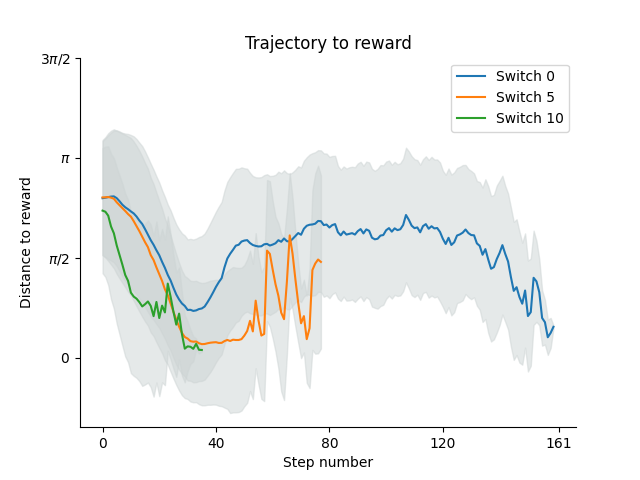 Trajectory to reward
3π/2
π
π/2
0
Distance to reward
Switch 0
Switch 5
Switch 10
0
40
80
120
161
Step number